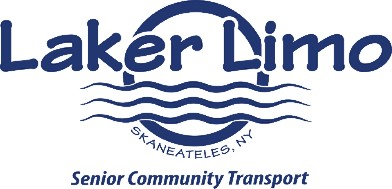 Laker Limo
SKANEATELES, NY
Senior Community Transport